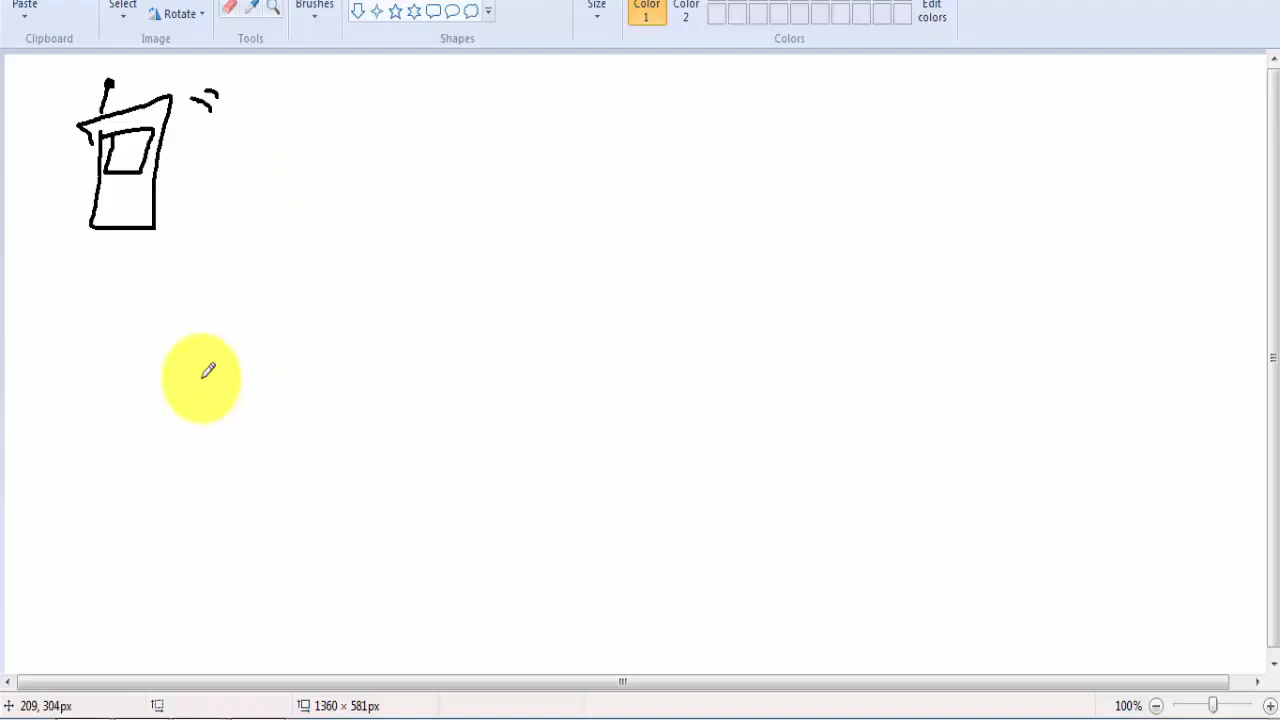 Paste Select Rotate Brushes Size Color 1 Color 2 Edit colors
Clipboard Image Tools Shapes Colors
209, 304px 1360 × 581px 100%